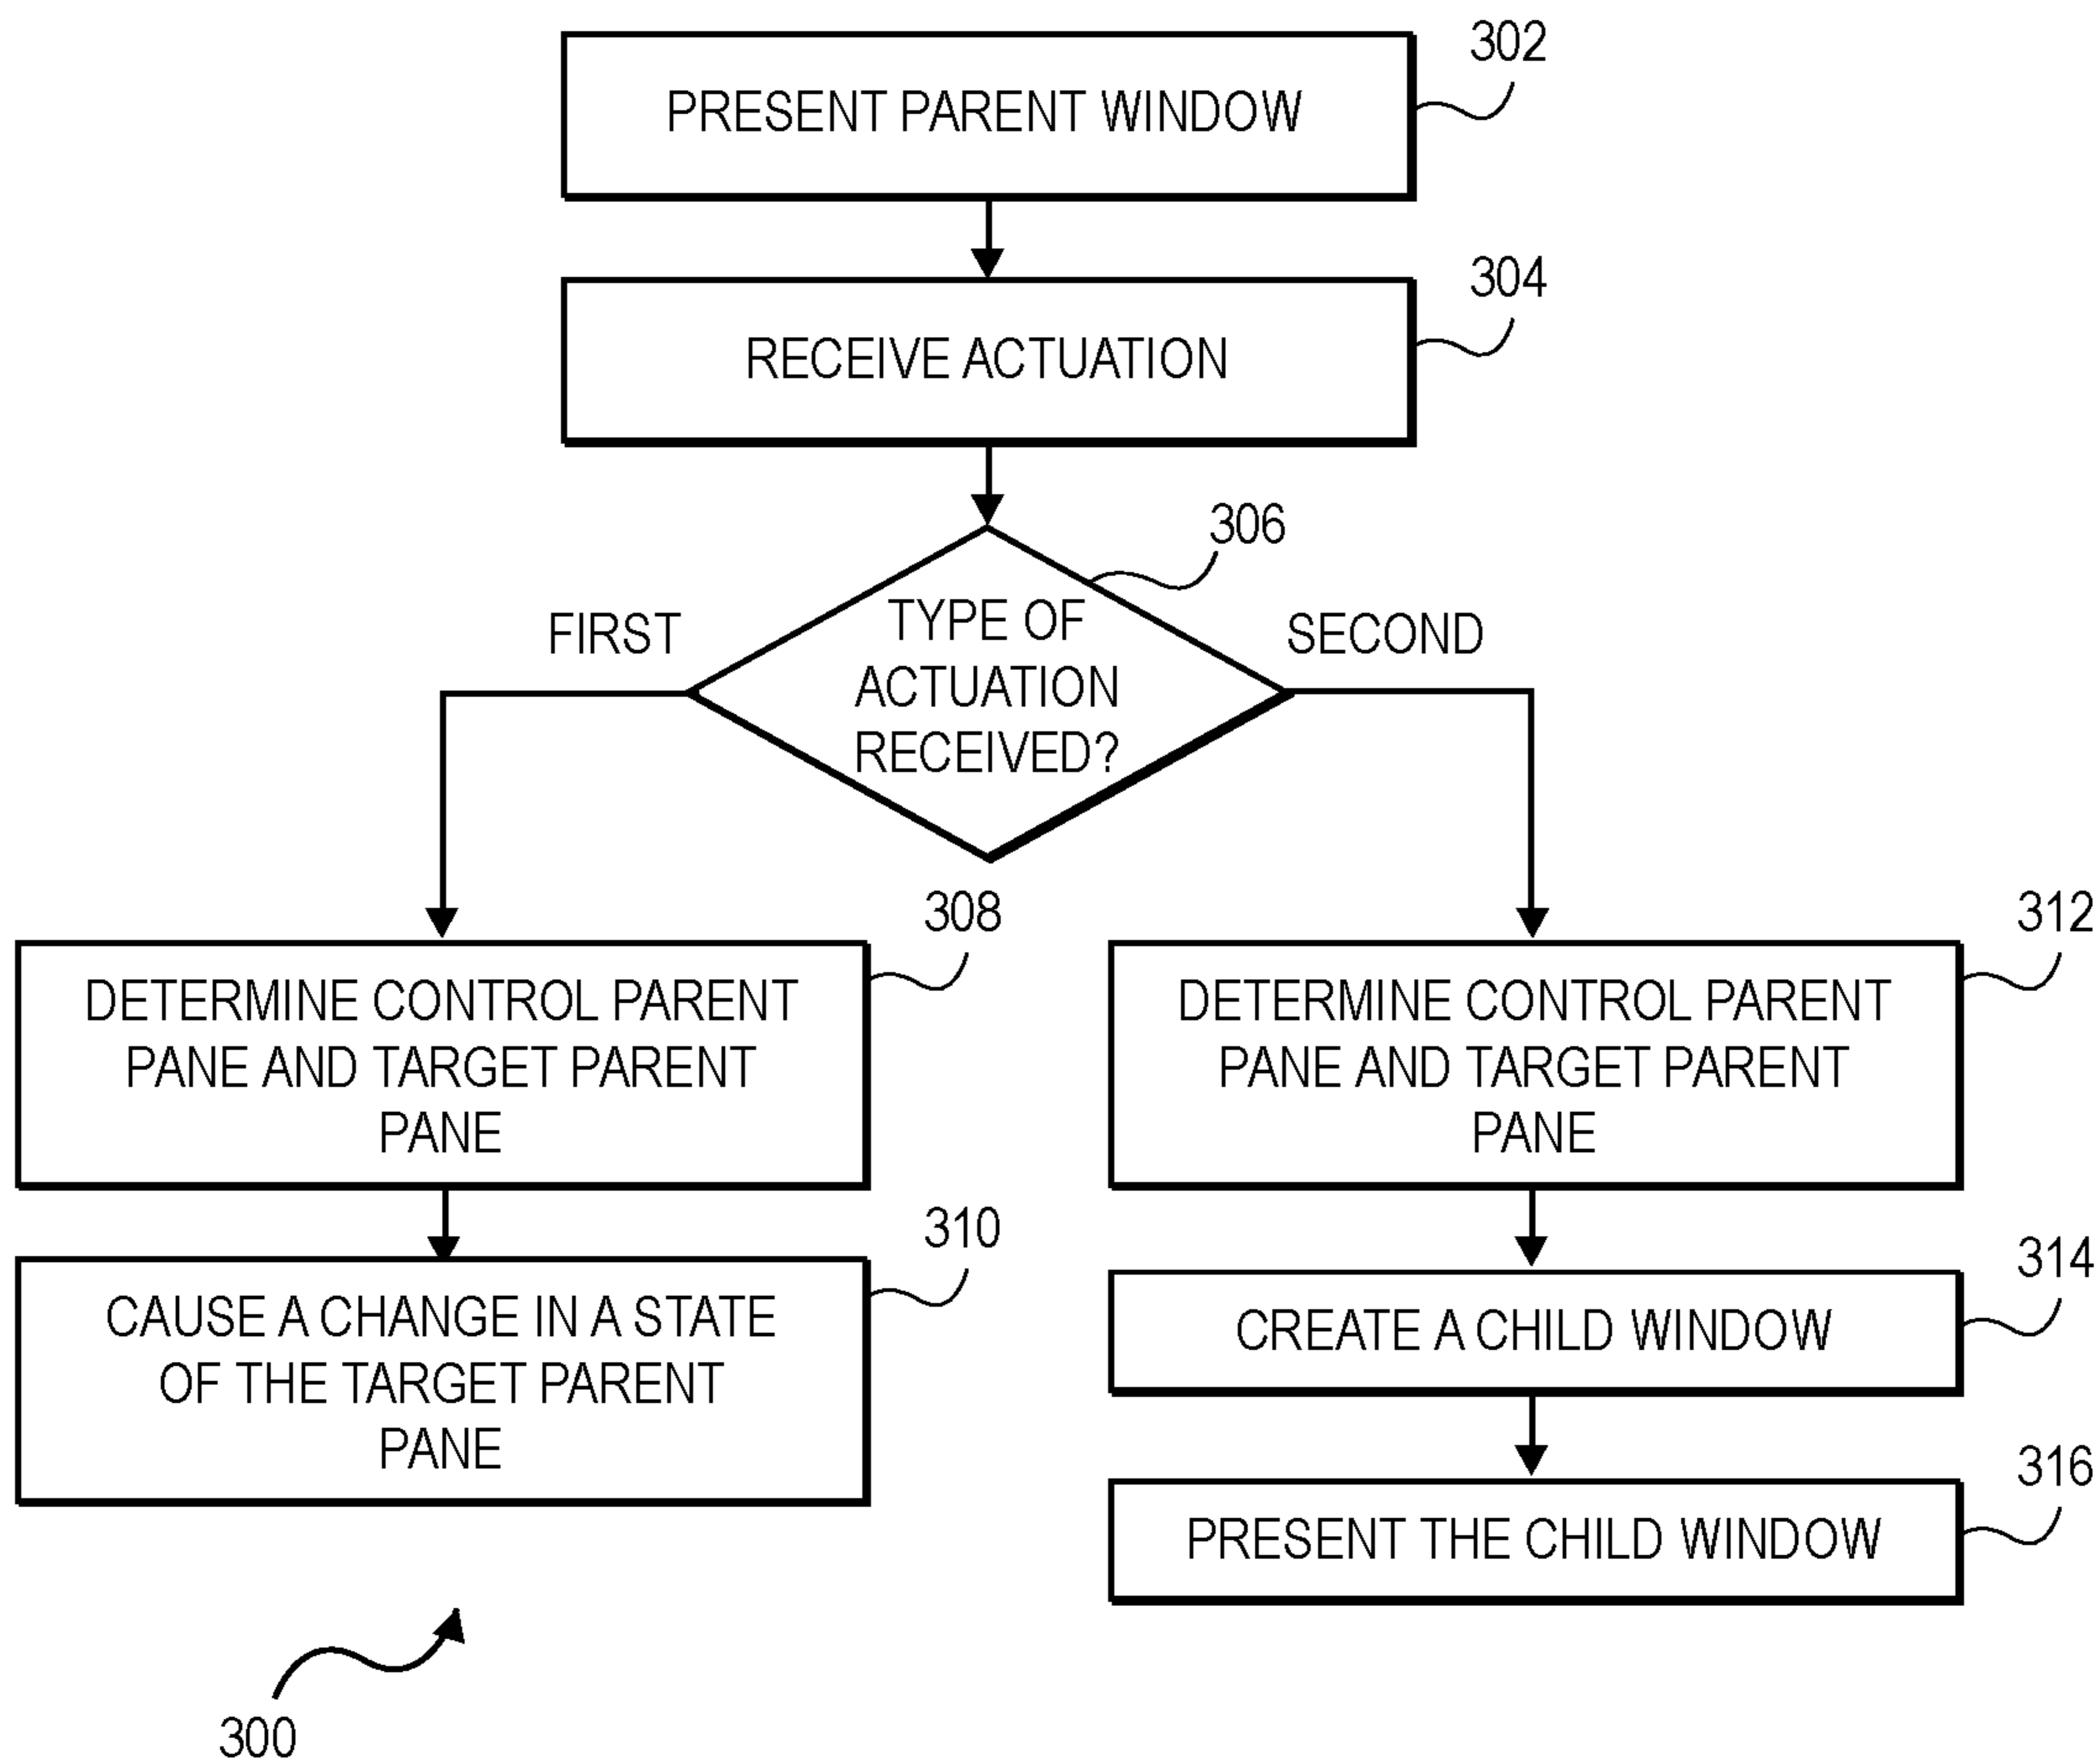 302
PRESENT PARENT WINDOW
304
RECEIVE ACTUATION
306
FIRST
TYPE OF
ACTUATION
RECEIVED?
SECOND
308
DETERMINE CONTROL PARENT
PANE AND TARGET PARENT
PANE
310
CAUSE A CHANGE IN A STATE
OF THE TARGET PARENT
PANE
312
DETERMINE CONTROL PARENT
PANE AND TARGET PARENT
PANE
314
CREATE A CHILD WINDOW
316
PRESENT THE CHILD WINDOW
300